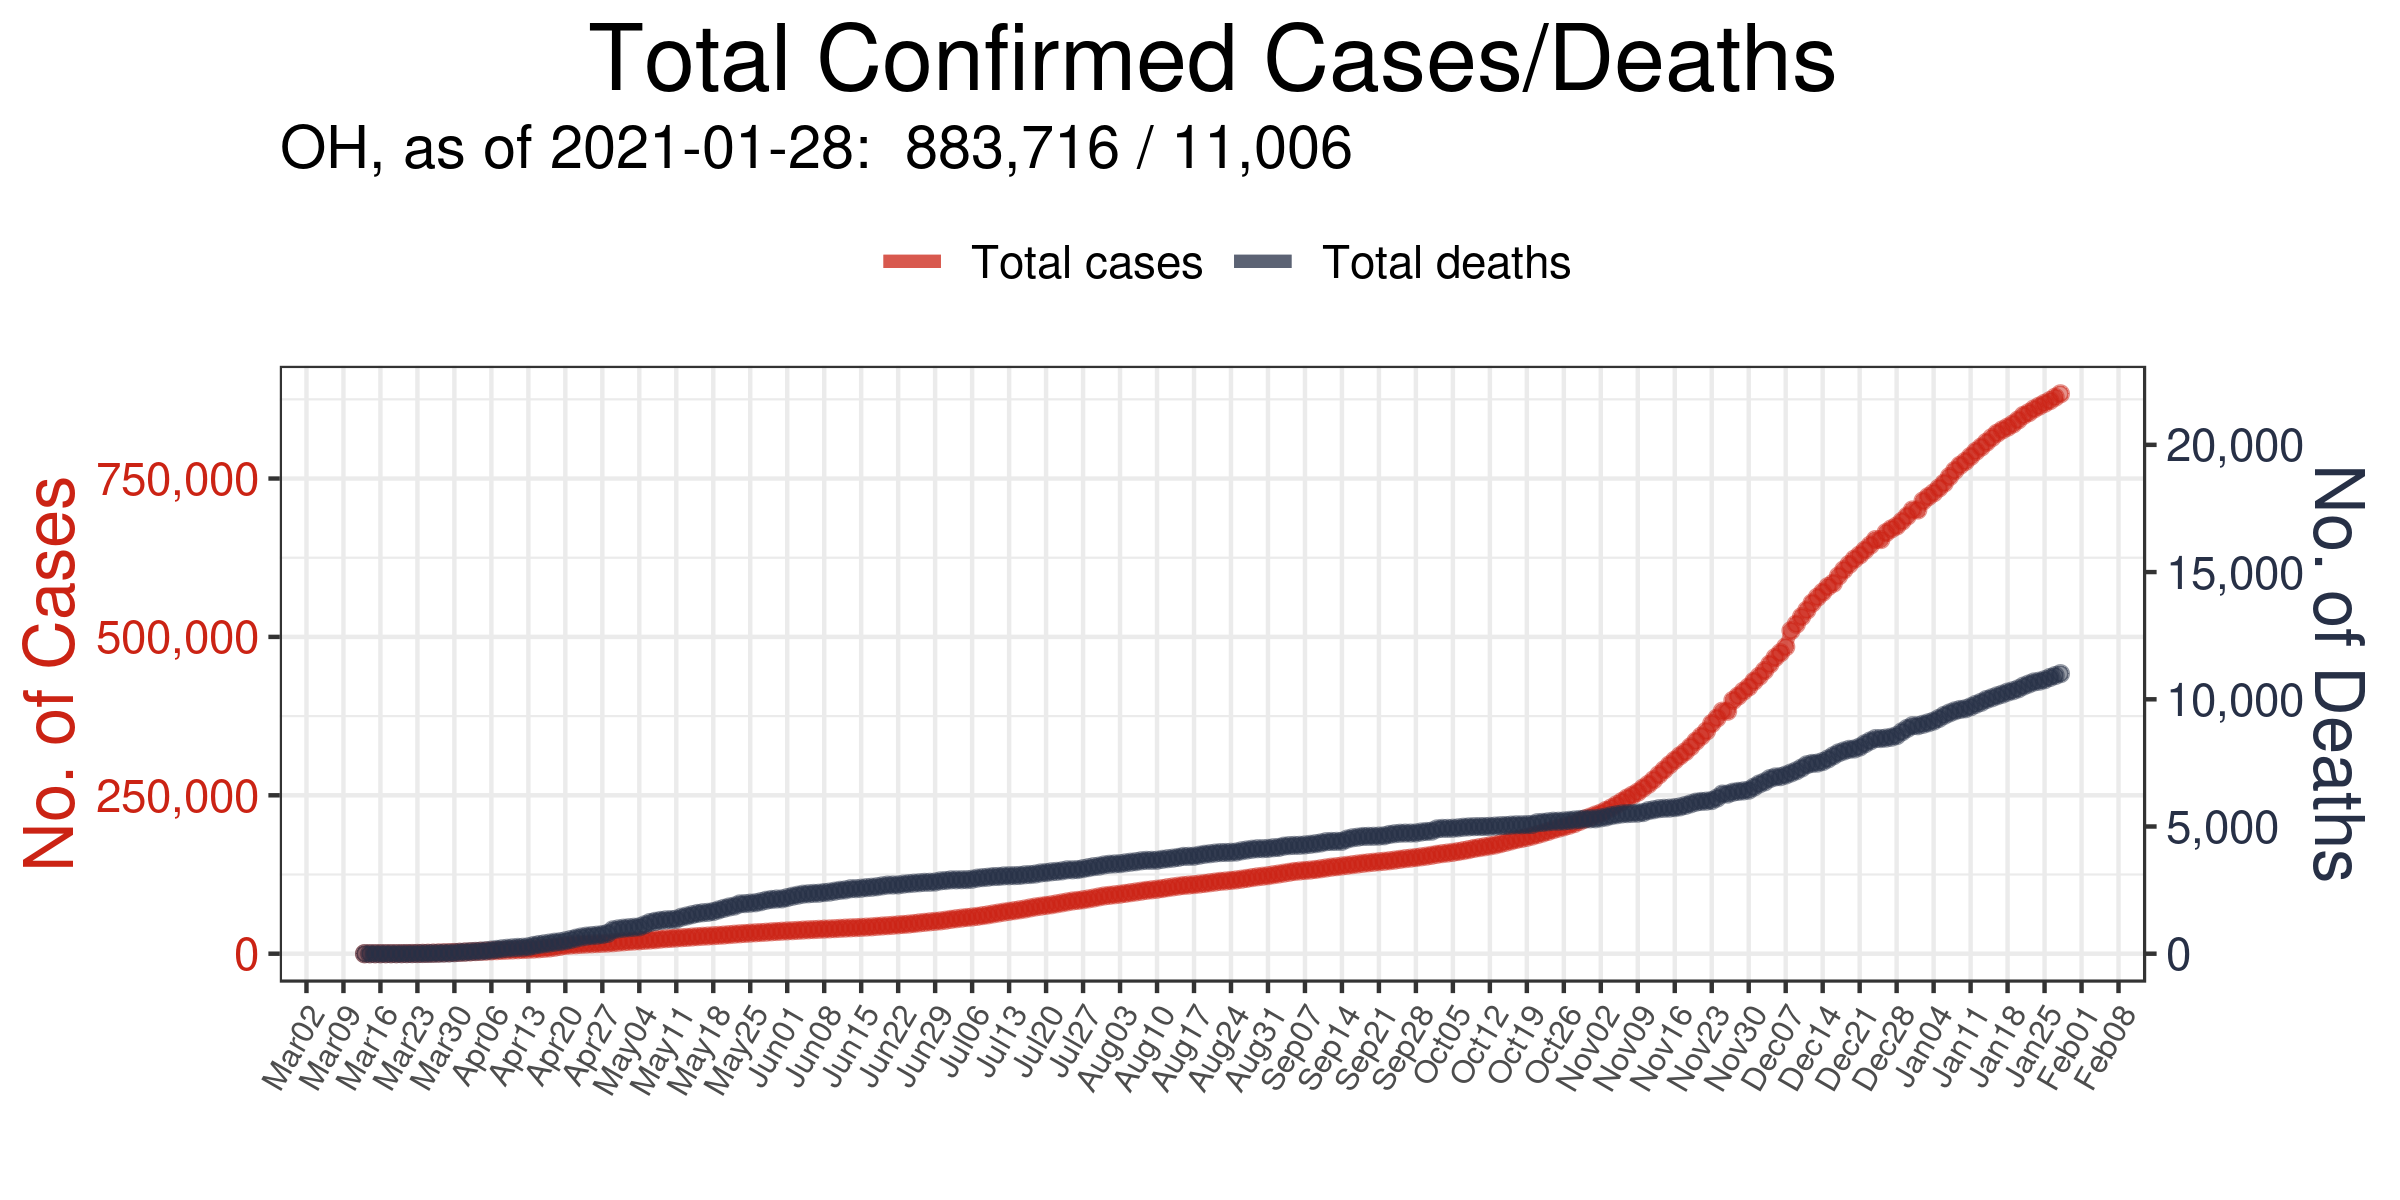 Total Confirmed Cases/Deaths
OH, as of 2021-01-28:  883,716 / 11,006
Total cases
Total deaths
No. of Cases
750,000
500,000
250,000
0
20,000
15,000
10,000
5,000
0
No. of Deaths
Mar02
Mar09
Mar16
Mar23
Mar30
Apr06
Apr13
Apr20
Apr27
May04
May11
May18
May25
Jun01
Jun08
Jun15
Jun22
Jun29
Jul06
Jul13
Jul20
Jul27
Aug03
Aug10
Aug17
Aug24
Aug31
Sep07
Sep14
Sep21
Sep28
Oct05
Oct12
Oct19
Oct26
Nov02
Nov09
Nov16
Nov23
Nov30
Dec07
Dec14
Dec21
Dec28
Jan04
Jan11
Jan18
Jan25
Feb01
Feb08